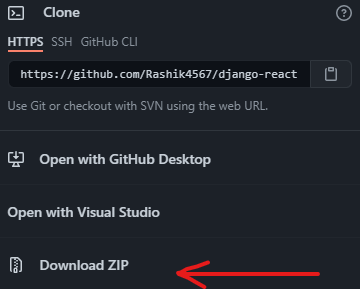 Clone
HTTPS SSH GitHub CLI
https://github.com/Rashik4567/django-react
Use Git or checkout with SVN using the web URL.
Open with GitHub Desktop
Open with Visual Studio
Download ZIP